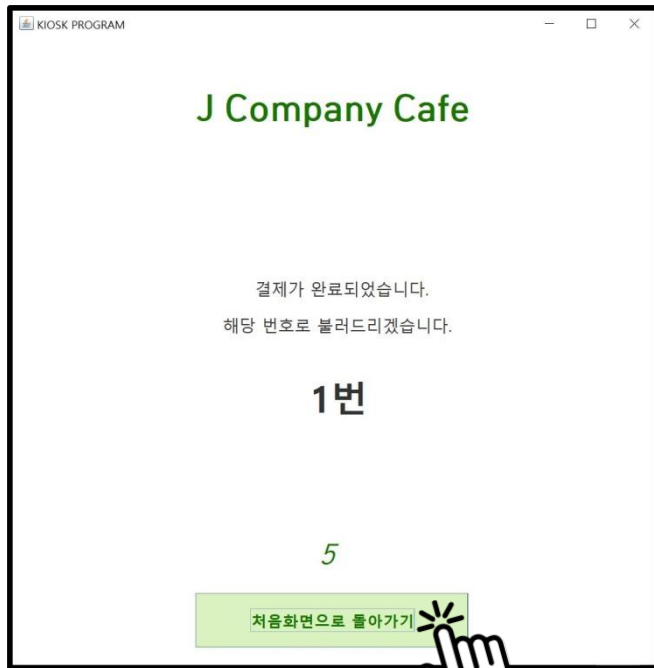 KIOSK PROGRAM
J Company Cafe
결제가 완료되었습니다.
해당 번호로 불러드리겠습니다.
1번
5
처음화면으로 돌아가기